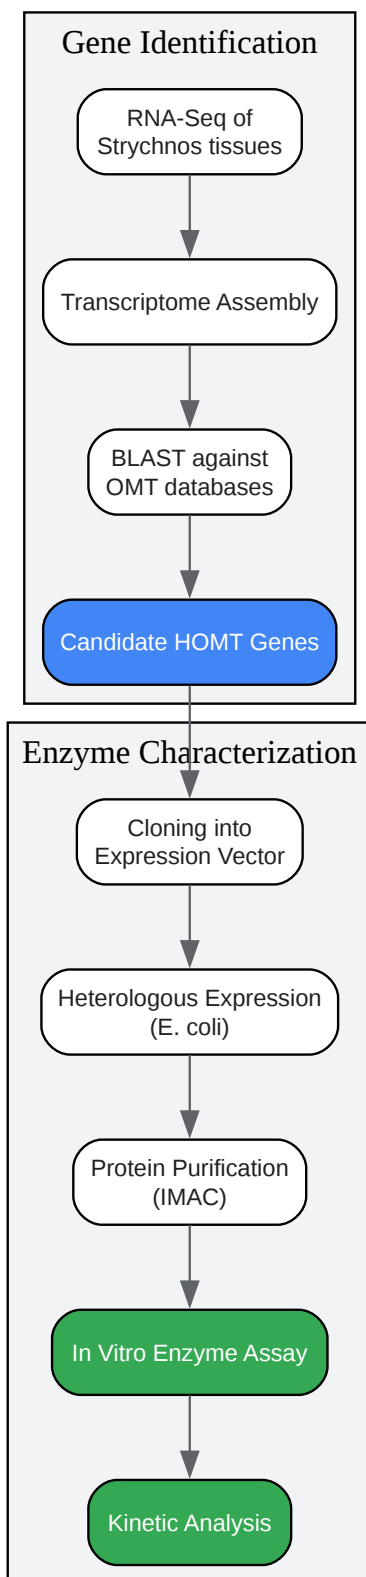 Gene Identification
RNA-Seq of
Strychnos tissues
Transcriptome Assembly
BLAST against
OMT databases
Candidate HOMT Genes
Enzyme Characterization
Cloning into
Expression Vector
Heterologous Expression
(E. coli)
Protein Purification
(IMAC)
In Vitro Enzyme Assay
Kinetic Analysis